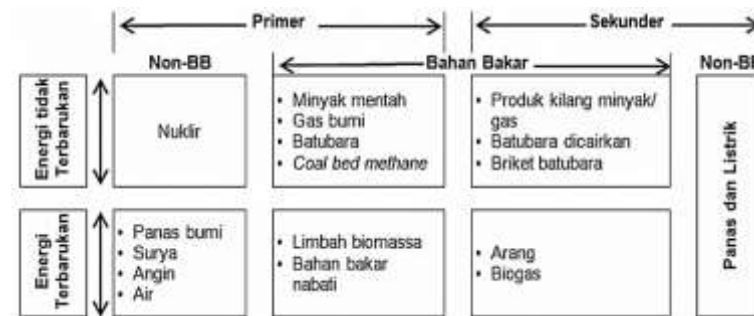 Primer
Sekunder
Non-BB
Bahan Bakar
Non-BB
Energi tidak
Terbarukan
Nuklir
• Minyak mentah
• Gas bumi
• Batubara
• Coal bed methane
• Produk kilang minyak/
gas
• Batubara dicairkan
• Briket batubara
Panas dan Listrik
Energi
Terbarukan
• Panas bumi
• Surya
• Angin
• Air
• Limbah biomassa
• Bahan bakar
nabati
• Arang
• Biogas